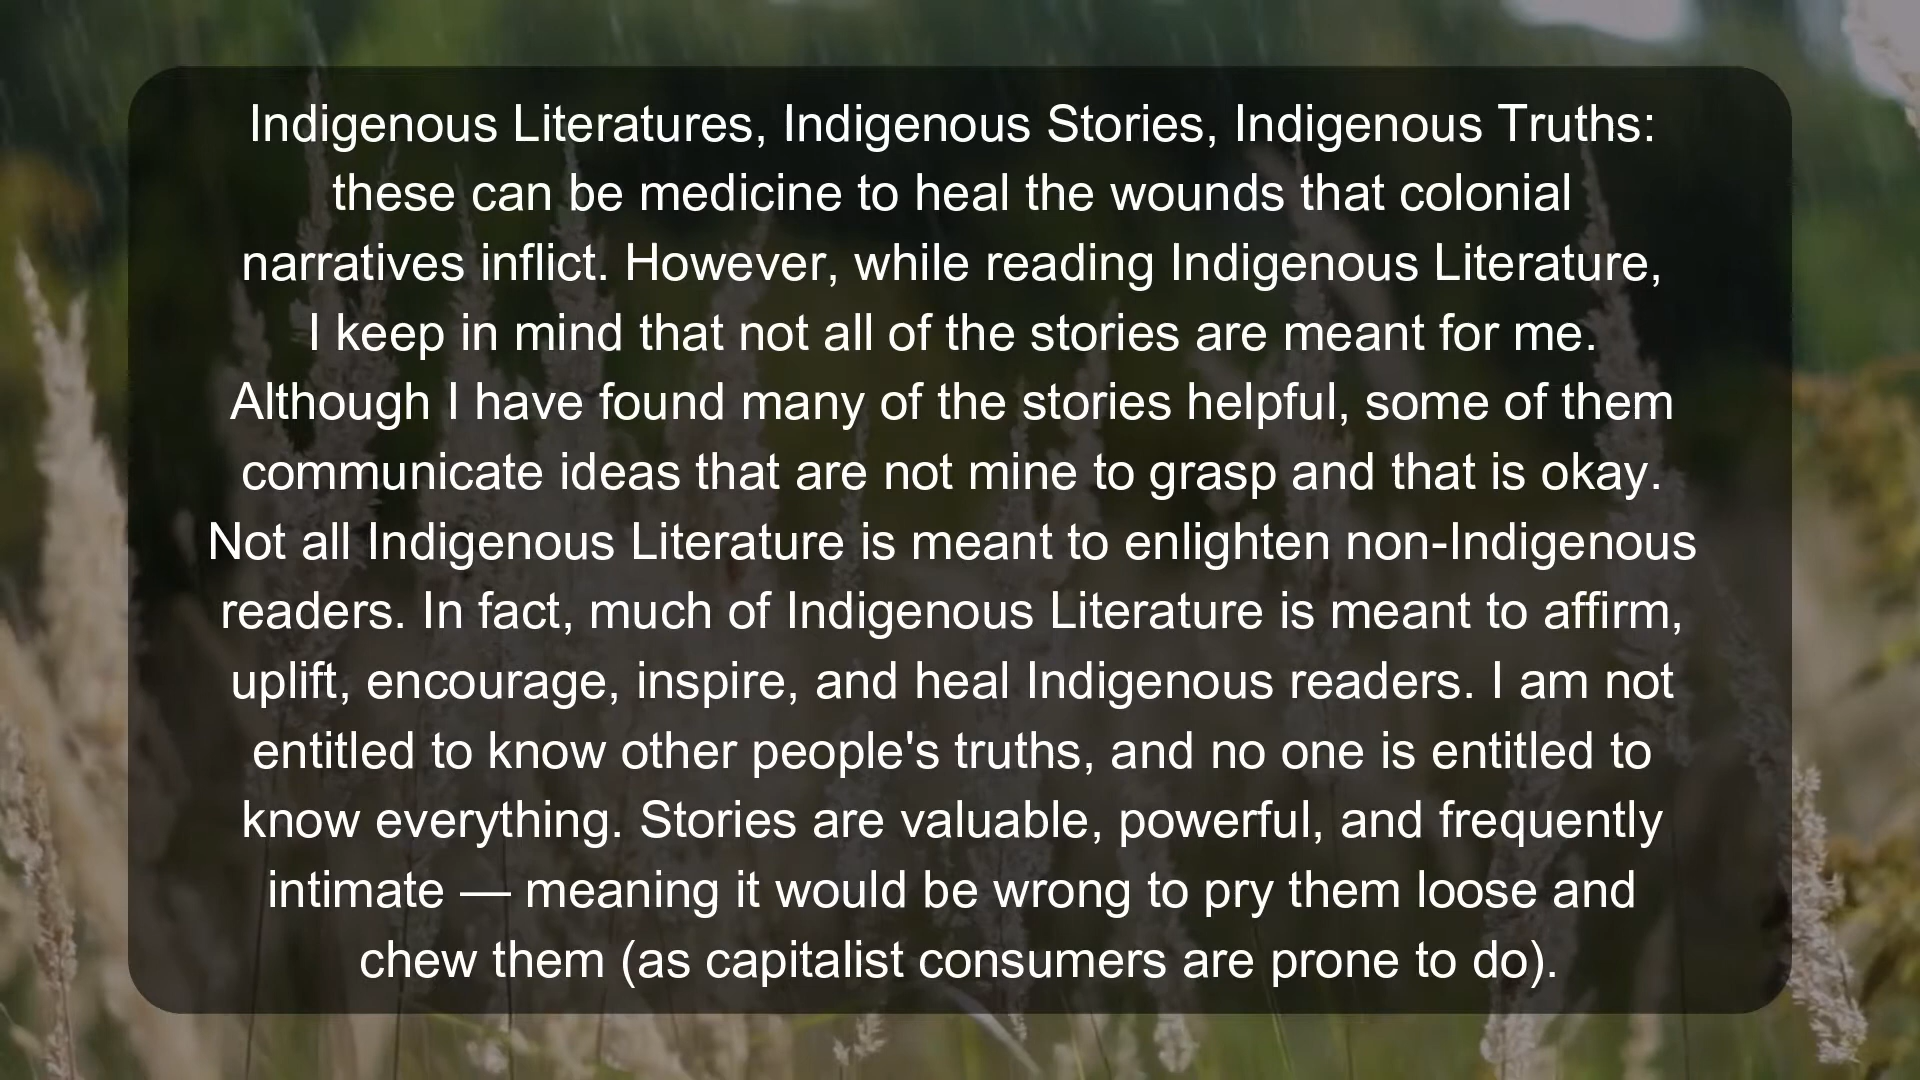 Indigenous Literatures, Indigenous Stories, Indigenous Truths:
these can be medicine to heal the wounds that colonial
narratives inflict. However, while reading Indigenous Literature,
I keep in mind that not all of the stories are meant for me.
Although I have found many of the stories helpful, some of them
communicate ideas that are not mine to grasp and that is okay.
Not all Indigenous Literature is meant to enlighten non-Indigenous
readers. In fact, much of Indigenous Literature is meant to affirm,
uplift, encourage, inspire, and heal Indigenous readers. I am not
entitled to know other people's truths, and no one is entitled to
know everything. Stories are valuable, powerful, and frequently
intimate — meaning it would be wrong to pry them loose and
chew them (as capitalist consumers are prone to do).